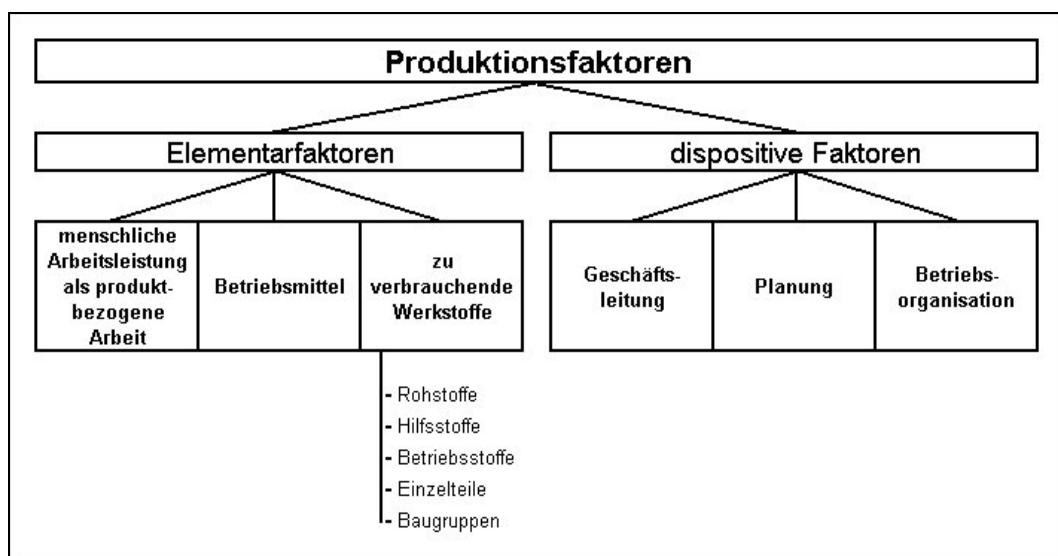 Produktionsfaktoren
Elementarfaktoren
dispositive Faktoren
menschliche
Arbeitsleistung
als produkt-
bezogene
Arbeit
Betriebsmittel
zu
verbrauchende
Werkstoffe
Geschäfts-
leitung
Planung
Betriebs-
organisation
- Rohstoffe
- Hilfsstoffe
- Betriebsstoffe
- Einzelteile
- Baugruppen